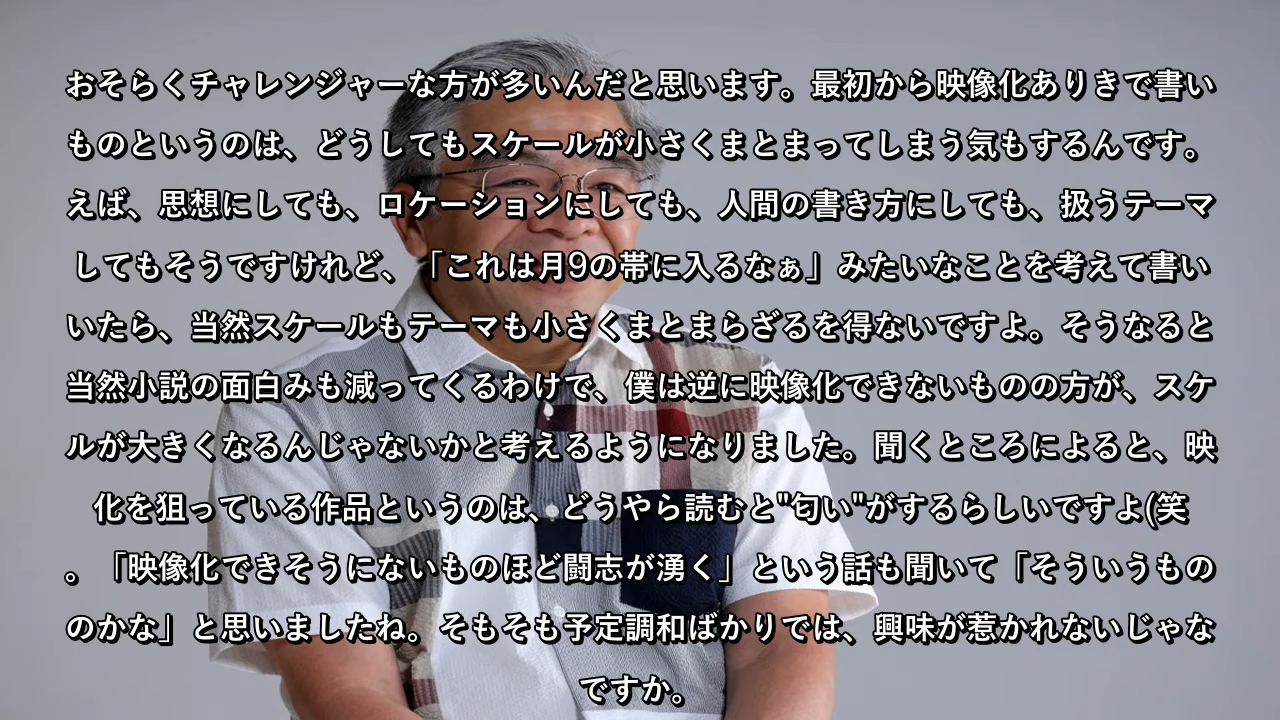 おそらくチャレンジャーな方が多いんだと思います。最初から映像化ありきで書い
ものというのは、どうしてもスケールが小さくまとまってしまう気もするんです。
えば、思想にしても、ロケーションにしても、人間の書き方にしても、扱うテーマ
してもそうですけれど、「これは月9の帯に入るなぁ」みたいなことを考えて書い
いたら、当然スケールもテーマも小さくまとまらざるを得ないですよ。そうなると
当然小説の面白みも減ってくるわけで、僕は逆に映像化できないものの方が、スケ
ルが大きくなるんじゃないかと考えるようになりました。聞くところによると、映
化を狙っている作品というのは、どうやら読むと"匂い"がするらしいですよ(笑
。「映像化できそうにないものほど闘志が湧く」という話も聞いて「そういうもの
のかな」と思いましたね。そもそも予定調和ばかりでは、興味が惹かれないじゃな
ですか。